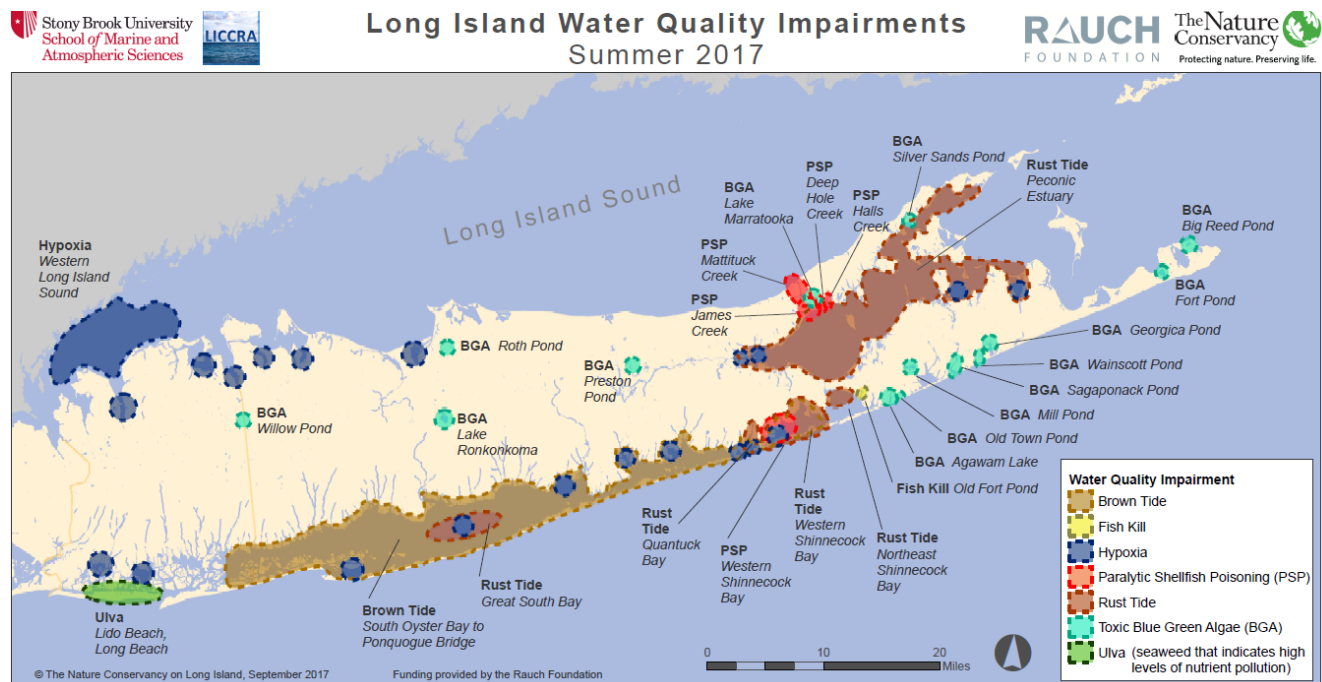 Stony Brook University
School of Marine and
Atmospheric Sciences
LICCRA
Long Island Water Quality Impairments
Summer 2017
RAUCH
FOUNDATION
The Nature
Conservancy
Protecting nature. Preserving life.
Long Island Sound
Hypoxia
Western
Long Island
Sound
BGA
Silver Sands Pond
PSP
Deep
Hole
Creek
BGA
Lake
Marratooka
PSP
Halls
Creek
Rust Tide
Peconic
Estuary
PSP
Mattituck
Creek
PSP
James
Creek
BGA
Big Reed Pond
BGA
Fort Pond
BGA Roth Pond
BGA
Preston
Pond
BGA
Willow Pond
BGA
Lake
Ronkonkoma
BGA Georgica Pond
BGA Wainscott Pond
BGA Sagaponack Pond
BGA Mill Pond
BGA Old Town Pond
BGA Agawam Lake
Fish Kill Old Fort Pond
Rust
Tide
Quantuck
Bay
PSP
Western
Shinnecock
Bay
Rust
Tide
Western
Shinnecock
Bay
Rust Tide
Northeast
Shinnecock
Bay
Rust Tide
Great South Bay
Brown Tide
South Oyster Bay to
Ponquogue Bridge
Ulva
Lido Beach,
Long Beach
Water Quality Impairment
Brown Tide
Fish Kill
Hypoxia
Paralytic Shellfish Poisoning (PSP)
Rust Tide
Toxic Blue Green Algae (BGA)
Ulva (seaweed that indicates high
levels of nutrient pollution)
0 10 20
Miles
© The Nature Conservancy on Long Island, September 2017
Funding provided by the Rauch Foundation